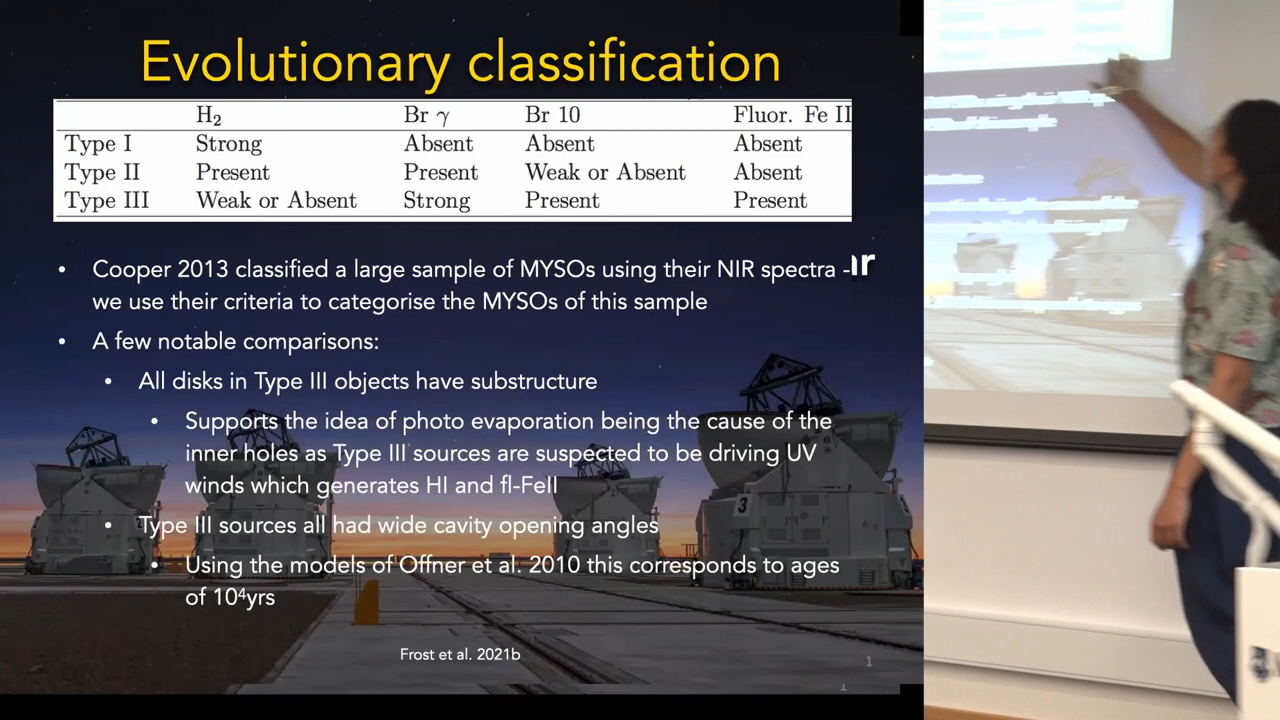 Evolutionary classification
H₂ Br γ Br 10 Fluor. Fe II
Type I Strong Absent Absent Absent
Type II Present Present Weak or Absent Absent
Type III Weak or Absent Strong Present Present
• Cooper 2013 classified a large sample of MYSOs using their NIR spectra -
we use their criteria to categorise the MYSOs of this sample
• A few notable comparisons:
• All disks in Type III objects have substructure
• Supports the idea of photo evaporation being the cause of the
inner holes as Type III sources are suspected to be driving UV
winds which generates HI and fl-FeII
3
• Type III sources all had wide cavity opening angles
• Using the models of Offner et al. 2010 this corresponds to ages
of 10⁴yrs
Frost et al. 2021b
1
1